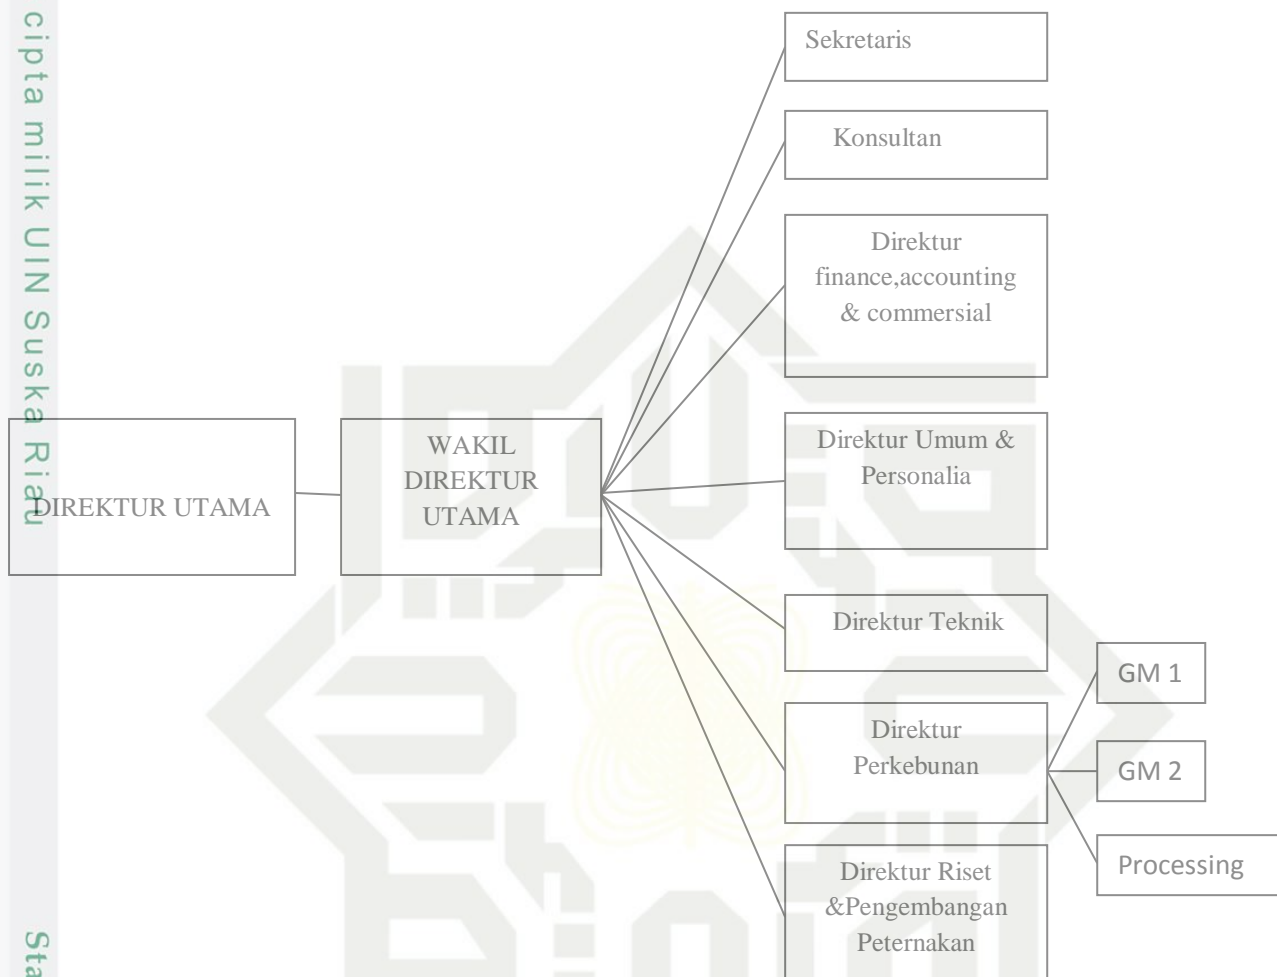 cipta milik UIN Suska Riau
Sta
DIREKTUR UTAMA
WAKIL
DIREKTUR
UTAMA
Sekretaris
Konsultan
Direktur
finance,accounting
& commersial
Direktur Umum &
Personalia
Direktur Teknik
Direktur
Perkebunan
GM 1
GM 2
Processing
Direktur Riset
&Pengembangan
Peternakan